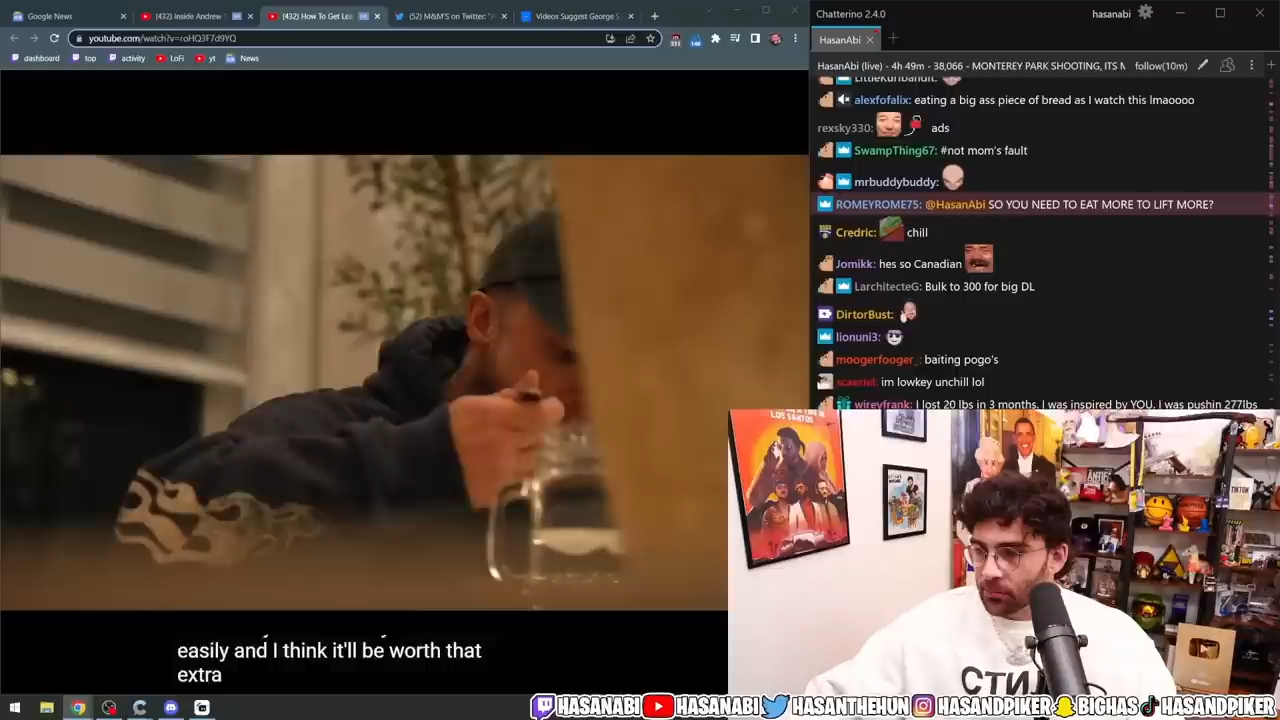 Google News
(432) Inside Andrew
(432) How To Get Lea
(52) M&M'S on Twitter: "
Videos Suggest George S
youtube.com/watch?v=roHQ3F7d9YQ
dashboard
top
activity
LoFi
yt
News
easily and I think it'll be worth that
extra
Chatterino 2.4.0
hasanabi
HasanAbi
HasanAbi (live) - 4h 49m - 38,066 - MONTEREY PARK SHOOTING, ITS M
follow(10m)
LittleKuribandit:
alexfofalix: eating a big ass piece of bread as I watch this lmaoooo
rexsky330: ads
SwampThing67: #not mom's fault
mrbuddybuddy:
ROMEYROME75: @HasanAbi SO YOU NEED TO EAT MORE TO LIFT MORE?
Credric: chill
Jomikk: hes so Canadian
LarchitecteG: Bulk to 300 for big DL
DirtorBust:
lionuni3:
moogerfooger_: baiting pogo's
scaeriel: im lowkey unchill lol
wireyfrank: I lost 20 lbs in 3 months. I was inspired by YOU. I was pushin 277lbs
LOS SANTOS
TIKTOK
СТИЛ
HASANABI
HASANABI
HASANTHEHUN
HASANDPIKER
BIGHAS
HASANDPIKER